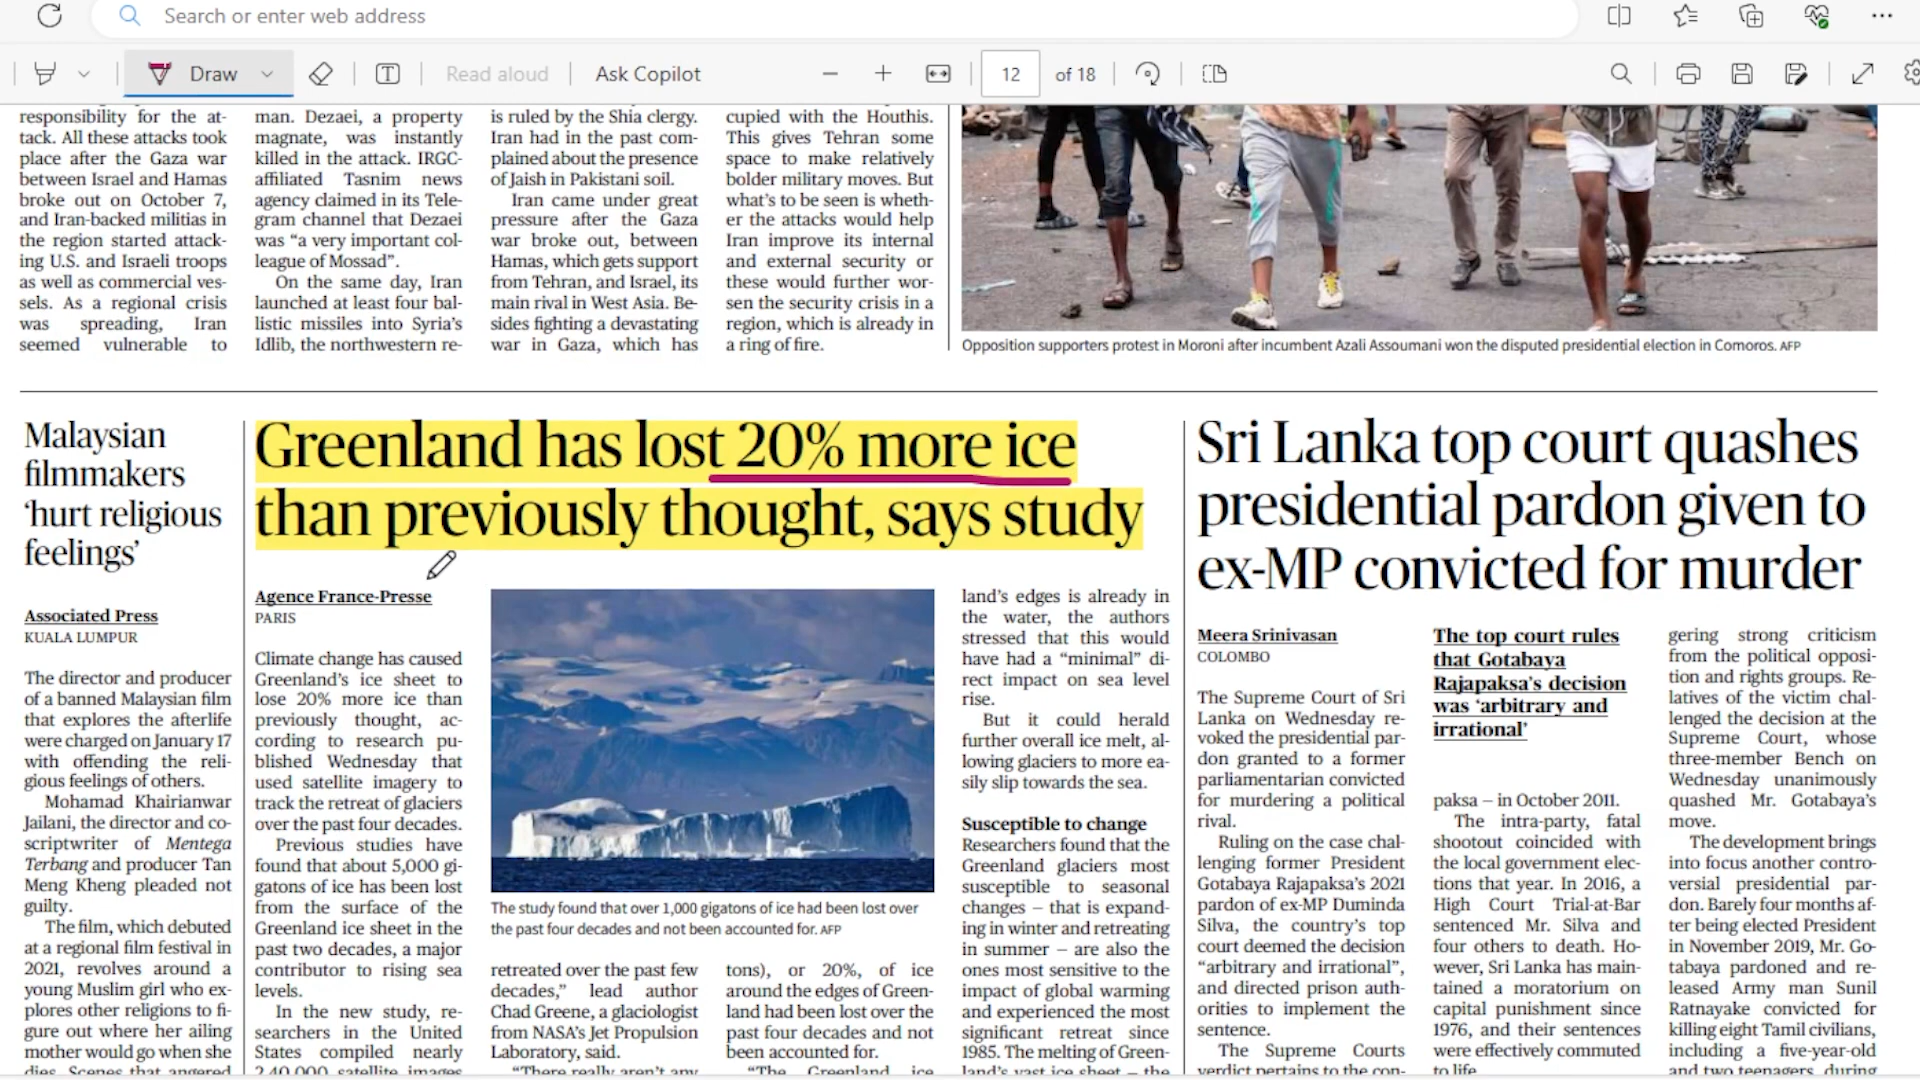 Search or enter web address
Draw
Read aloud
Ask Copilot
12
of 18
responsibility for the at-
tack. All these attacks took
place after the Gaza war
between Israel and Hamas
broke out on October 7,
and Iran-backed militias in
the region started attack-
ing U.S. and Israeli troops
as well as commercial ves-
sels. As a regional crisis
was spreading, Iran
seemed vulnerable to
man. Dezaei, a property
magnate, was instantly
killed in the attack. IRGC-
affiliated Tasnim news
agency claimed in its Tele-
gram channel that Dezaei
was “a very important col-
league of Mossad”.
On the same day, Iran
launched at least four bal-
listic missiles into Syria’s
Idlib, the northwestern re-
is ruled by the Shia clergy.
Iran had in the past com-
plained about the presence
of Jaish in Pakistani soil.
Iran came under great
pressure after the Gaza
war broke out, between
Hamas, which gets support
from Tehran, and Israel, its
main rival in West Asia. Be-
sides fighting a devastating
war in Gaza, which has
cupied with the Houthis.
This gives Tehran some
space to make relatively
bolder military moves. But
what’s to be seen is wheth-
er the attacks would help
Iran improve its internal
and external security or
these would further wor-
sen the security crisis in a
region, which is already in
a ring of fire.
Opposition supporters protest in Moroni after incumbent Azali Assoumani won the disputed presidential election in Comoros. AFP
Malaysian
filmmakers
‘hurt religious
feelings’
Associated Press
KUALA LUMPUR
The director and producer
of a banned Malaysian film
that explores the afterlife
were charged on January 17
with offending the reli-
gious feelings of others.
Mohamad Khairianwar
Jailani, the director and co-
scriptwriter of Mentega
Terbang and producer Tan
Meng Kheng pleaded not
guilty.
The film, which debuted
at a regional film festival in
2021, revolves around a
young Muslim girl who ex-
plores other religions to fi-
gure out where her ailing
mother would go when she
dies. Scenes that angered
Greenland has lost 20% more ice
than previously thought, says study
Agence France-Presse
PARIS
Climate change has caused
Greenland’s ice sheet to
lose 20% more ice than
previously thought, ac-
cording to research pu-
blished Wednesday that
used satellite imagery to
track the retreat of glaciers
over the past four decades.
Previous studies have
found that about 5,000 gi-
gatons of ice has been lost
from the surface of the
Greenland ice sheet in the
past two decades, a major
contributor to rising sea
levels.
In the new study, re-
searchers in the United
States compiled nearly
2,40,000 satellite images
The study found that over 1,000 gigatons of ice had been lost over
the past four decades and not been accounted for. AFP
retreated over the past few
decades,” lead author
Chad Greene, a glaciologist
from NASA’s Jet Propulsion
Laboratory, said.
“There really aren’t any
tons), or 20%, of ice
around the edges of Green-
land had been lost over the
past four decades and not
been accounted for.
“The Greenland ice
land’s edges is already in
the water, the authors
stressed that this would
have had a “minimal” di-
rect impact on sea level
rise.
But it could herald
further overall ice melt, al-
lowing glaciers to more ea-
sily slip towards the sea.
Susceptible to change
Researchers found that the
Greenland glaciers most
susceptible to seasonal
changes – that is expand-
ing in winter and retreating
in summer – are also the
ones most sensitive to the
impact of global warming
and experienced the most
significant retreat since
1985. The melting of Green-
land’s vast ice sheet – the
Sri Lanka top court quashes
presidential pardon given to
ex-MP convicted for murder
Meera Srinivasan
COLOMBO
The Supreme Court of Sri
Lanka on Wednesday re-
voked the presidential par-
don granted to a former
parliamentarian convicted
for murdering a political
rival.
Ruling on the case chal-
lenging former President
Gotabaya Rajapaksa’s 2021
pardon of ex-MP Duminda
Silva, the country’s top
court deemed the decision
“arbitrary and irrational”,
and directed prison auth-
orities to implement the
sentence.
The Supreme Courts
verdict pertains to the con-
The top court rules
that Gotabaya
Rajapaksa’s decision
was ‘arbitrary and
irrational’
paksa – in October 2011.
The intra-party, fatal
shootout coincided with
the local government elec-
tions that year. In 2016, a
High Court Trial-at-Bar
sentenced Mr. Silva and
four others to death. Ho-
wever, Sri Lanka has main-
tained a moratorium on
capital punishment since
1976, and their sentences
were effectively commuted
to life.
gering strong criticism
from the political opposi-
tion and rights groups. Re-
latives of the victim chal-
lenged the decision at the
Supreme Court, whose
three-member Bench on
Wednesday unanimously
quashed Mr. Gotabaya’s
move.
The development brings
into focus another contro-
versial presidential par-
don. Barely four months af-
ter being elected President
in November 2019, Mr. Go-
tabaya pardoned and re-
leased Army man Sunil
Ratnayake convicted for
killing eight Tamil civilians,
including a five-year-old
and two teenagers, during